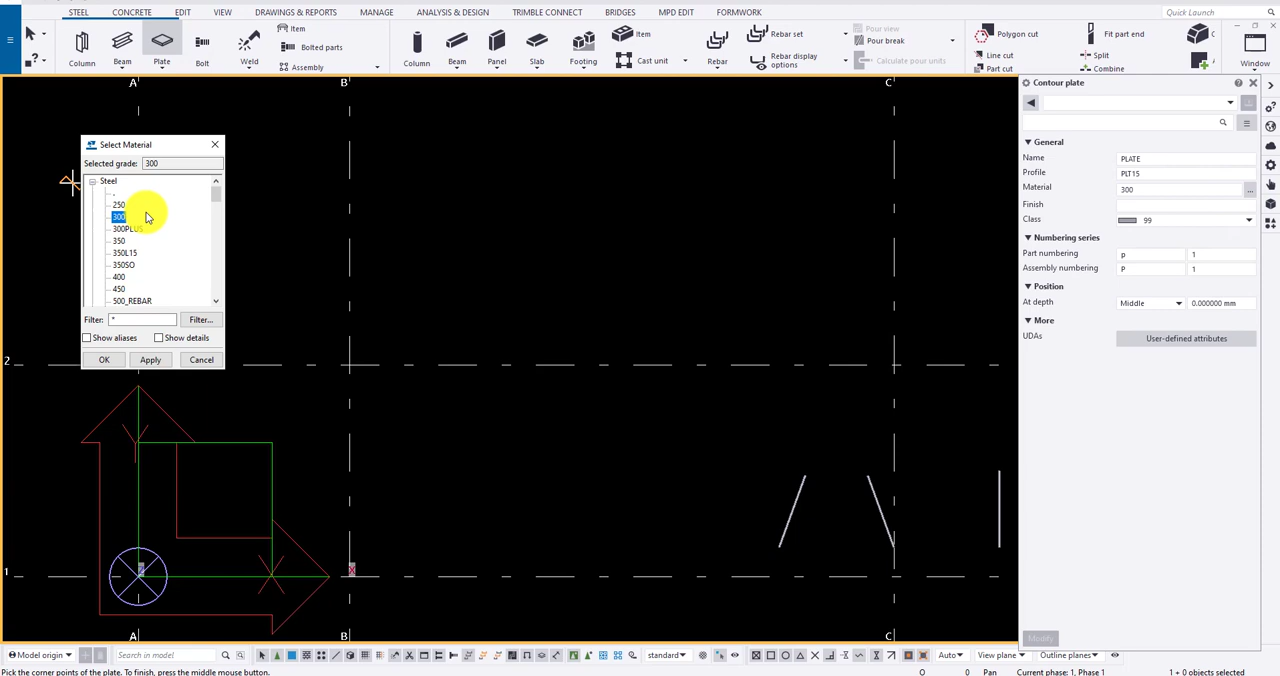 STEEL CONCRETE EDIT VIEW DRAWINGS & REPORTS MANAGE ANALYSIS & DESIGN TRIMBLE CONNECT BRIDGES MPD EDIT FORMWORK Quick Launch
Column Beam Plate Bolt Weld
Item
Bolted parts
Assembly
Column Beam Panel Slab Footing
Item
Cast unit
Rebar
Rebar set
Rebar display
options
Pour view
Pour break
Calculate pour units
Polygon cut
Line cut
Part cut
Fit part end
Split
Combine
Window
A B C
Select Material
Selected grade: 300
Steel
.
250
300
300PLUS
350
350L15
350SO
400
450
500_REBAR
Filter: * Filter...
Show aliases Show details
OK Apply Cancel
2
Y
Z X X
1
A B C
Contour plate
General
Name PLATE
Profile PLT15
Material 300 ...
Finish
Class 99
Numbering series
Part numbering p 1
Assembly numbering P 1
Position
At depth Middle 0.000000 mm
More
UDAs User-defined attributes
Modify
Model origin Search in model standard Auto View plane Outline planes
Pick the corner points of the plate. To finish, press the middle mouse button. O 0 Pan Current phase: 1, Phase 1 1 + 0 objects selected